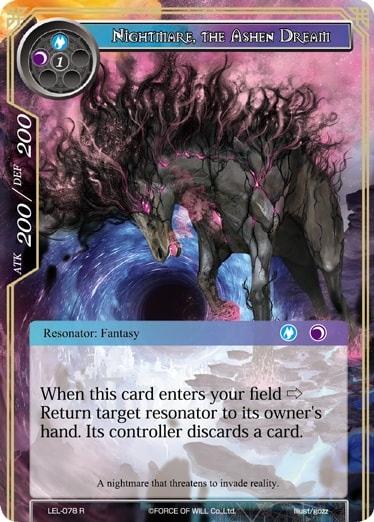 NIGHTMARE, THE ASHEN DREAM
1
ATK 200 / DEF 200
Resonator: Fantasy
When this card enters your field ⇨
Return target resonator to its owner's
hand. Its controller discards a card.
A nightmare that threatens to invade reality.
LEL-078 R ©FORCE OF WILL Co.,Ltd. Illust/gozz